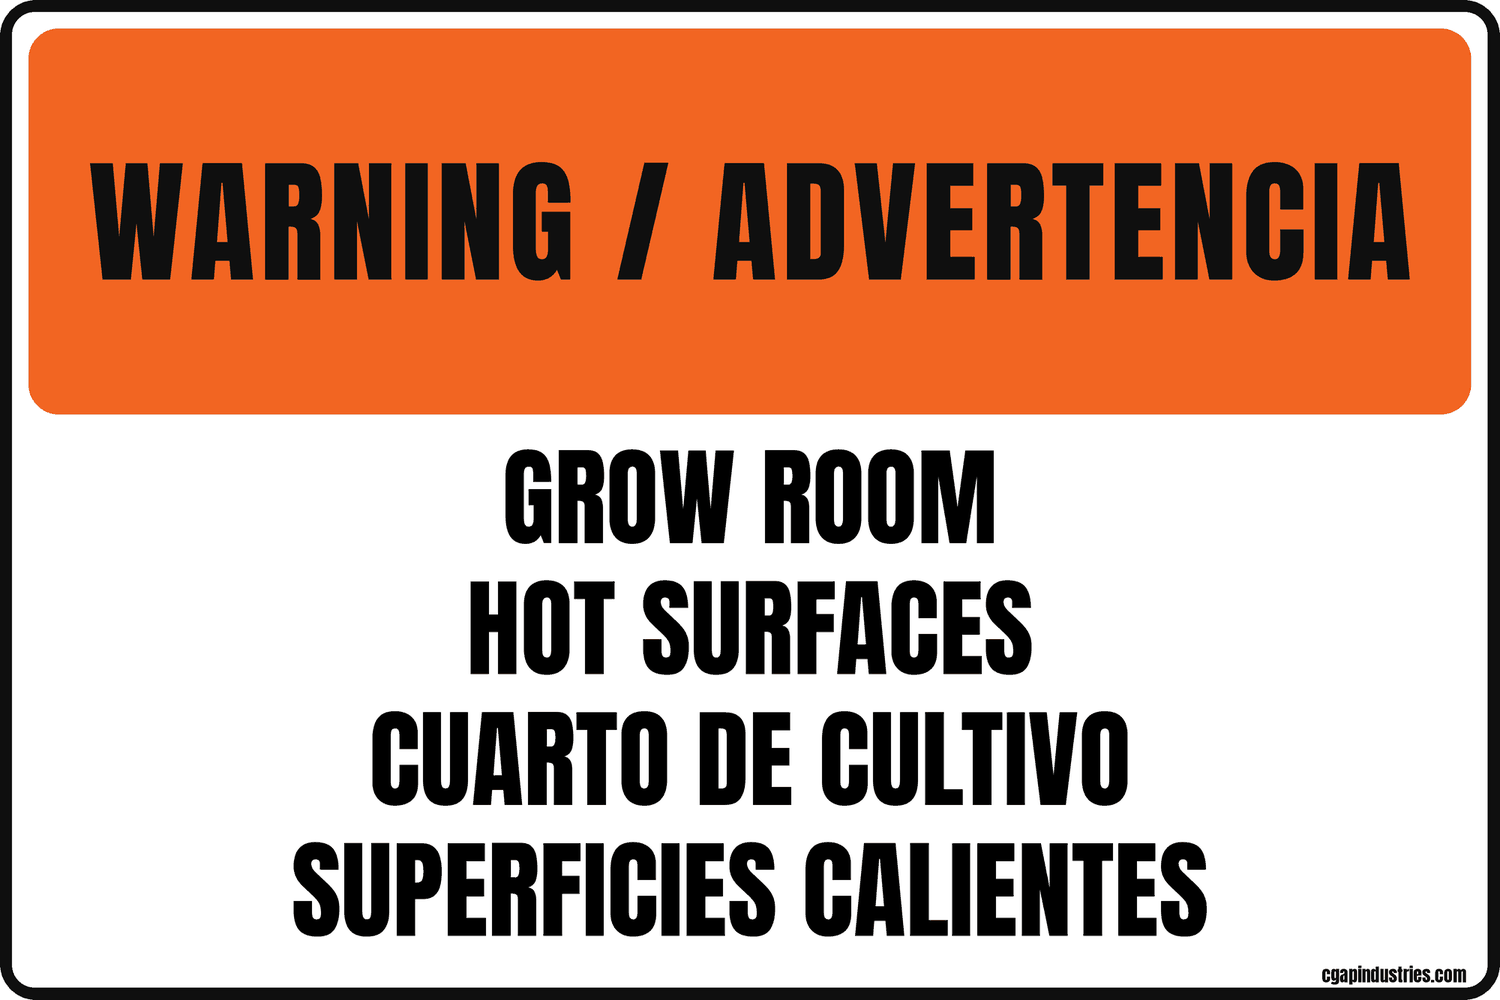 WARNING / ADVERTENCIA
GROW ROOM
HOT SURFACES
CUARTO DE CULTIVO
SUPERFICIES CALIENTES
cgapindustries.com